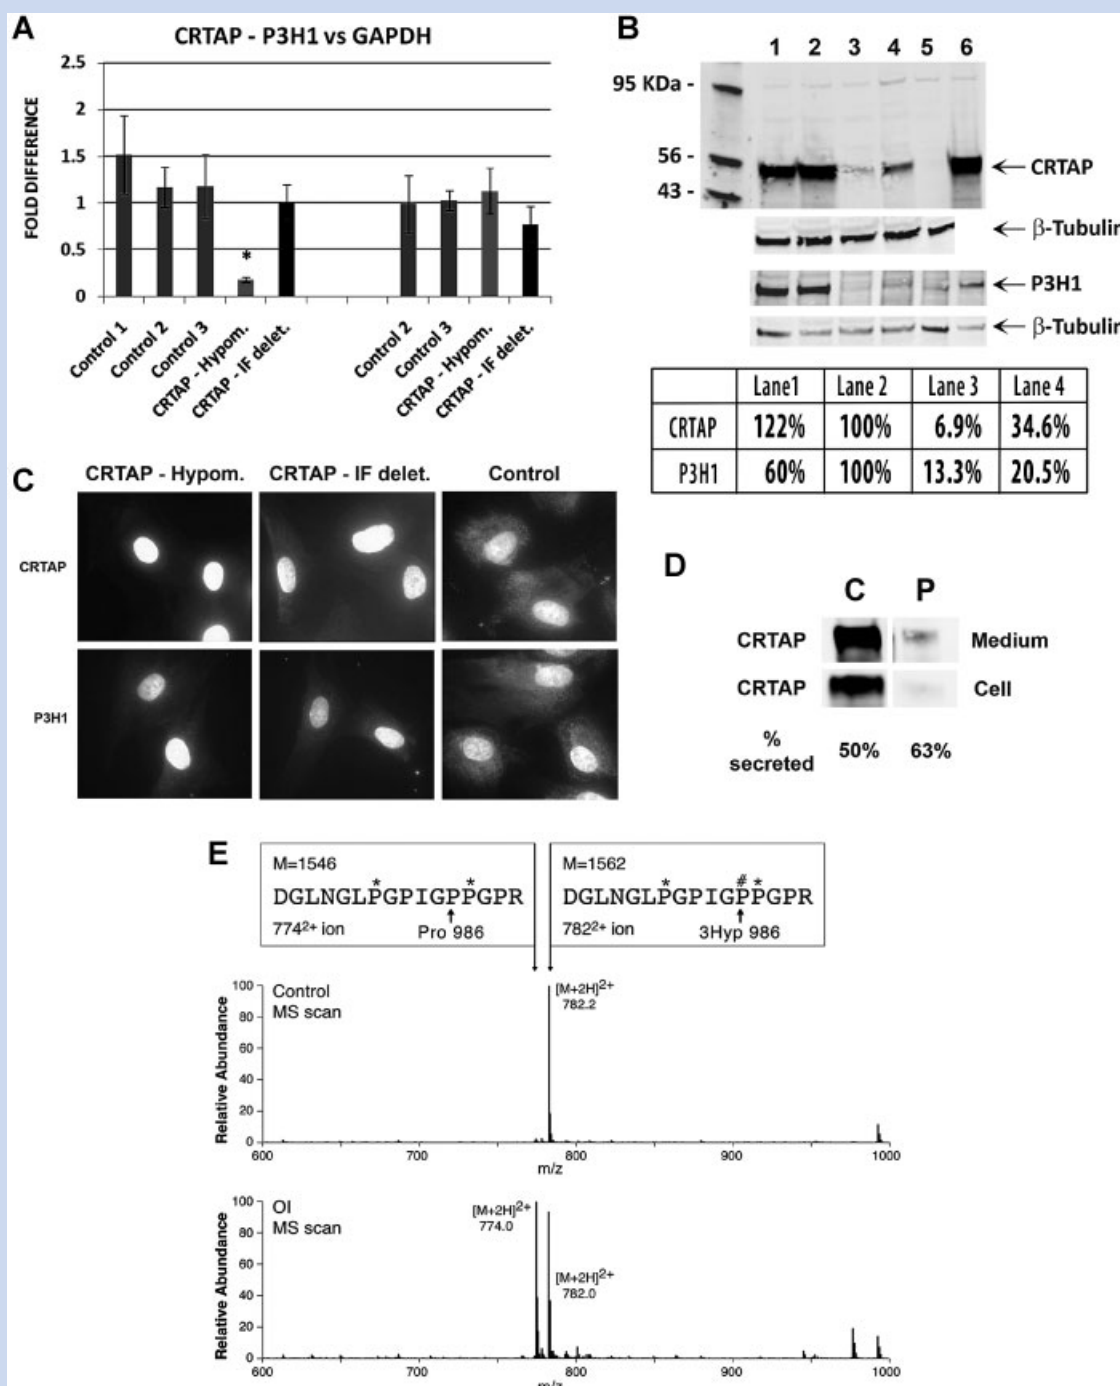 A
CRTAP - P3H1 vs GAPDH
FOLD DIFFERENCE
2.5
2
1.5
1
0.5
0
*
Control 1
Control 2
Control 3
CRTAP - Hypom.
CRTAP - IF delet.
Control 2
Control 3
CRTAP - Hypom.
CRTAP - IF delet.
B
1 2 3 4 5 6
95 KDa -
56 -
43 -
CRTAP
β-Tubulin
P3H1
β-Tubulin
Lane1 Lane 2 Lane 3 Lane 4
CRTAP 122% 100% 6.9% 34.6%
P3H1 60% 100% 13.3% 20.5%
C
CRTAP - Hypom. CRTAP - IF delet. Control
CRTAP
P3H1
D
C P
CRTAP Medium
CRTAP Cell
% secreted 50% 63%
E
M=1546
* *
DGLNGLPGPIGPPGPR
774²⁺ ion Pro 986
M=1562
* # *
DGLNGLPGPIGPPGPR
782²⁺ ion 3Hyp 986
Control
MS scan
[M+2H]²⁺
782.2
Relative Abundance
100
80
60
40
20
0
600 700 800 900 1000
m/z
OI
MS scan
[M+2H]²⁺
774.0
[M+2H]²⁺
782.0
Relative Abundance
100
80
60
40
20
0
600 700 800 900 1000
m/z